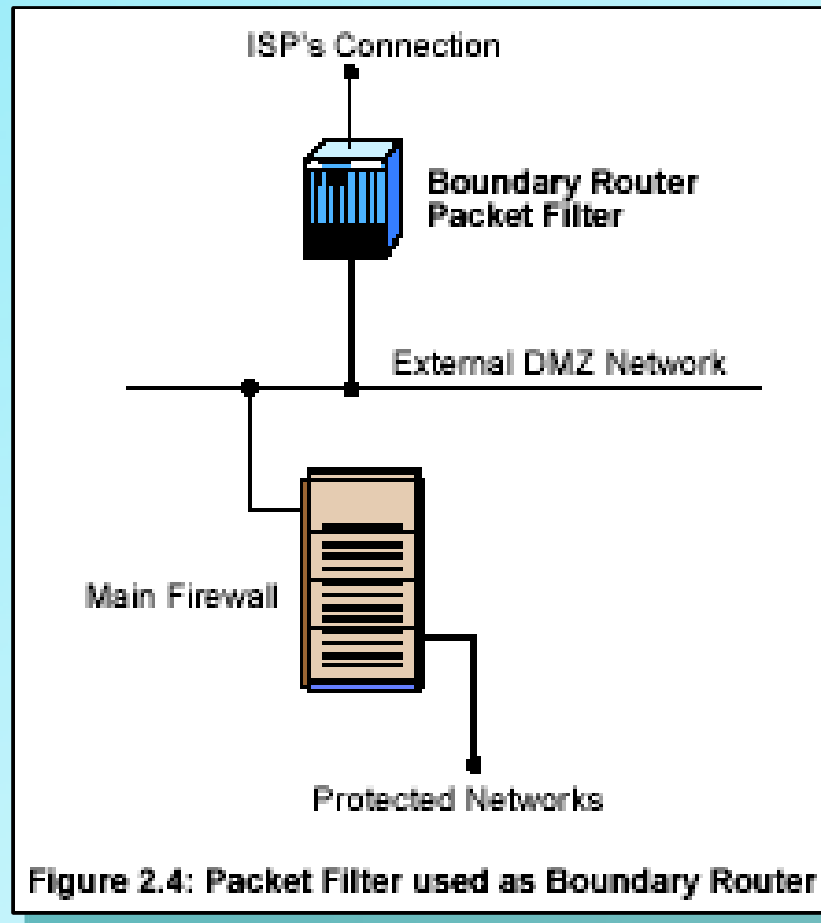 ISP's Connection
Boundary Router
Packet Filter
External DMZ Network
Main Firewall
Protected Networks
Figure 2.4: Packet Filter used as Boundary Router